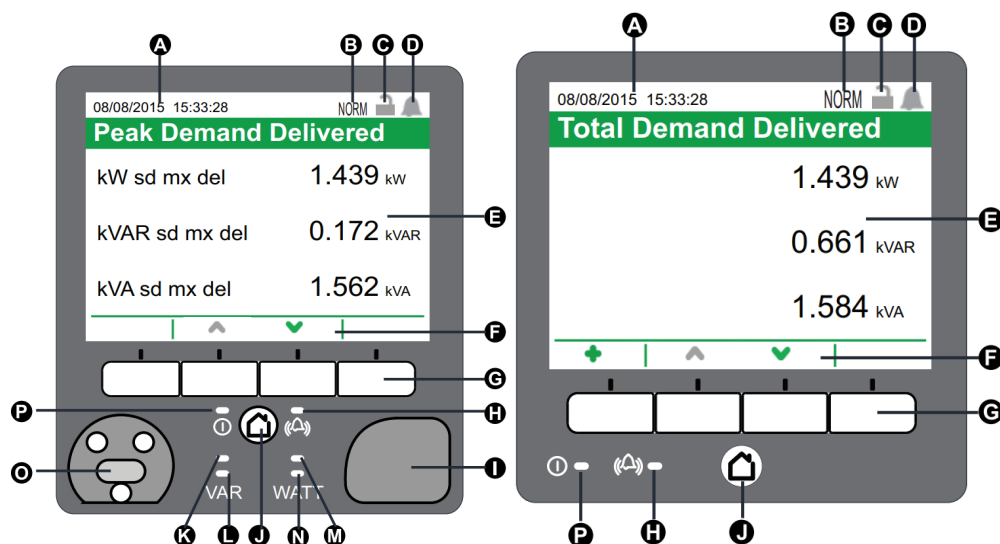 A
B
C
D
08/08/2015 15:33:28
NORM
Peak Demand Delivered
kW sd mx del 1.439 kW
kVAR sd mx del 0.172 kVAR
kVA sd mx del 1.562 kVA
E
F
G
P
H
O
I
VAR
WATT
K
L
J
N
M
A
B
C
D
08/08/2015 15:33:28
NORM
Total Demand Delivered
1.439 kW
0.661 kVAR
1.584 kVA
E
F
G
P
H
J